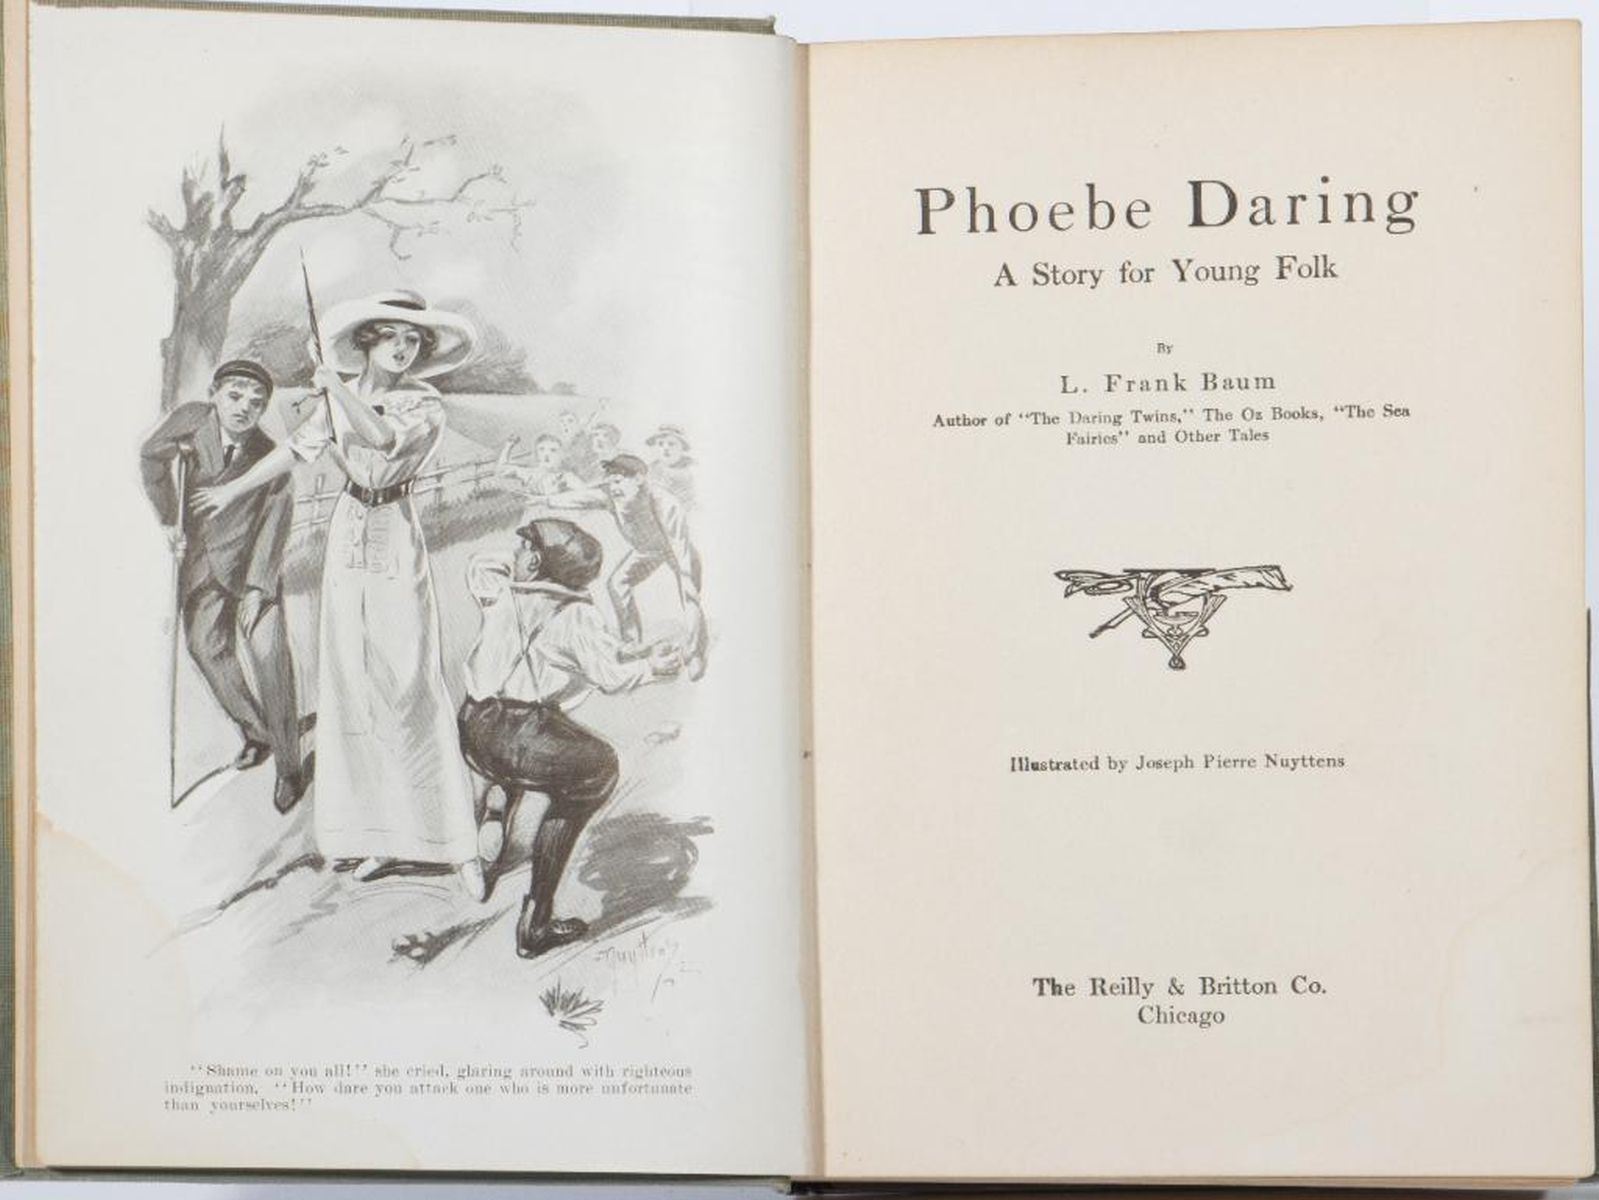 "Shame on you all!" she cried, glaring around with righteous
indignation. "How dare you attack one who is more unfortunate
than yourselves!"
Phoebe Daring
A Story for Young Folk
By
L. Frank Baum
Author of "The Daring Twins," The Oz Books, "The Sea
Fairies" and Other Tales
Illustrated by Joseph Pierre Nuyttens
The Reilly & Britton Co.
Chicago